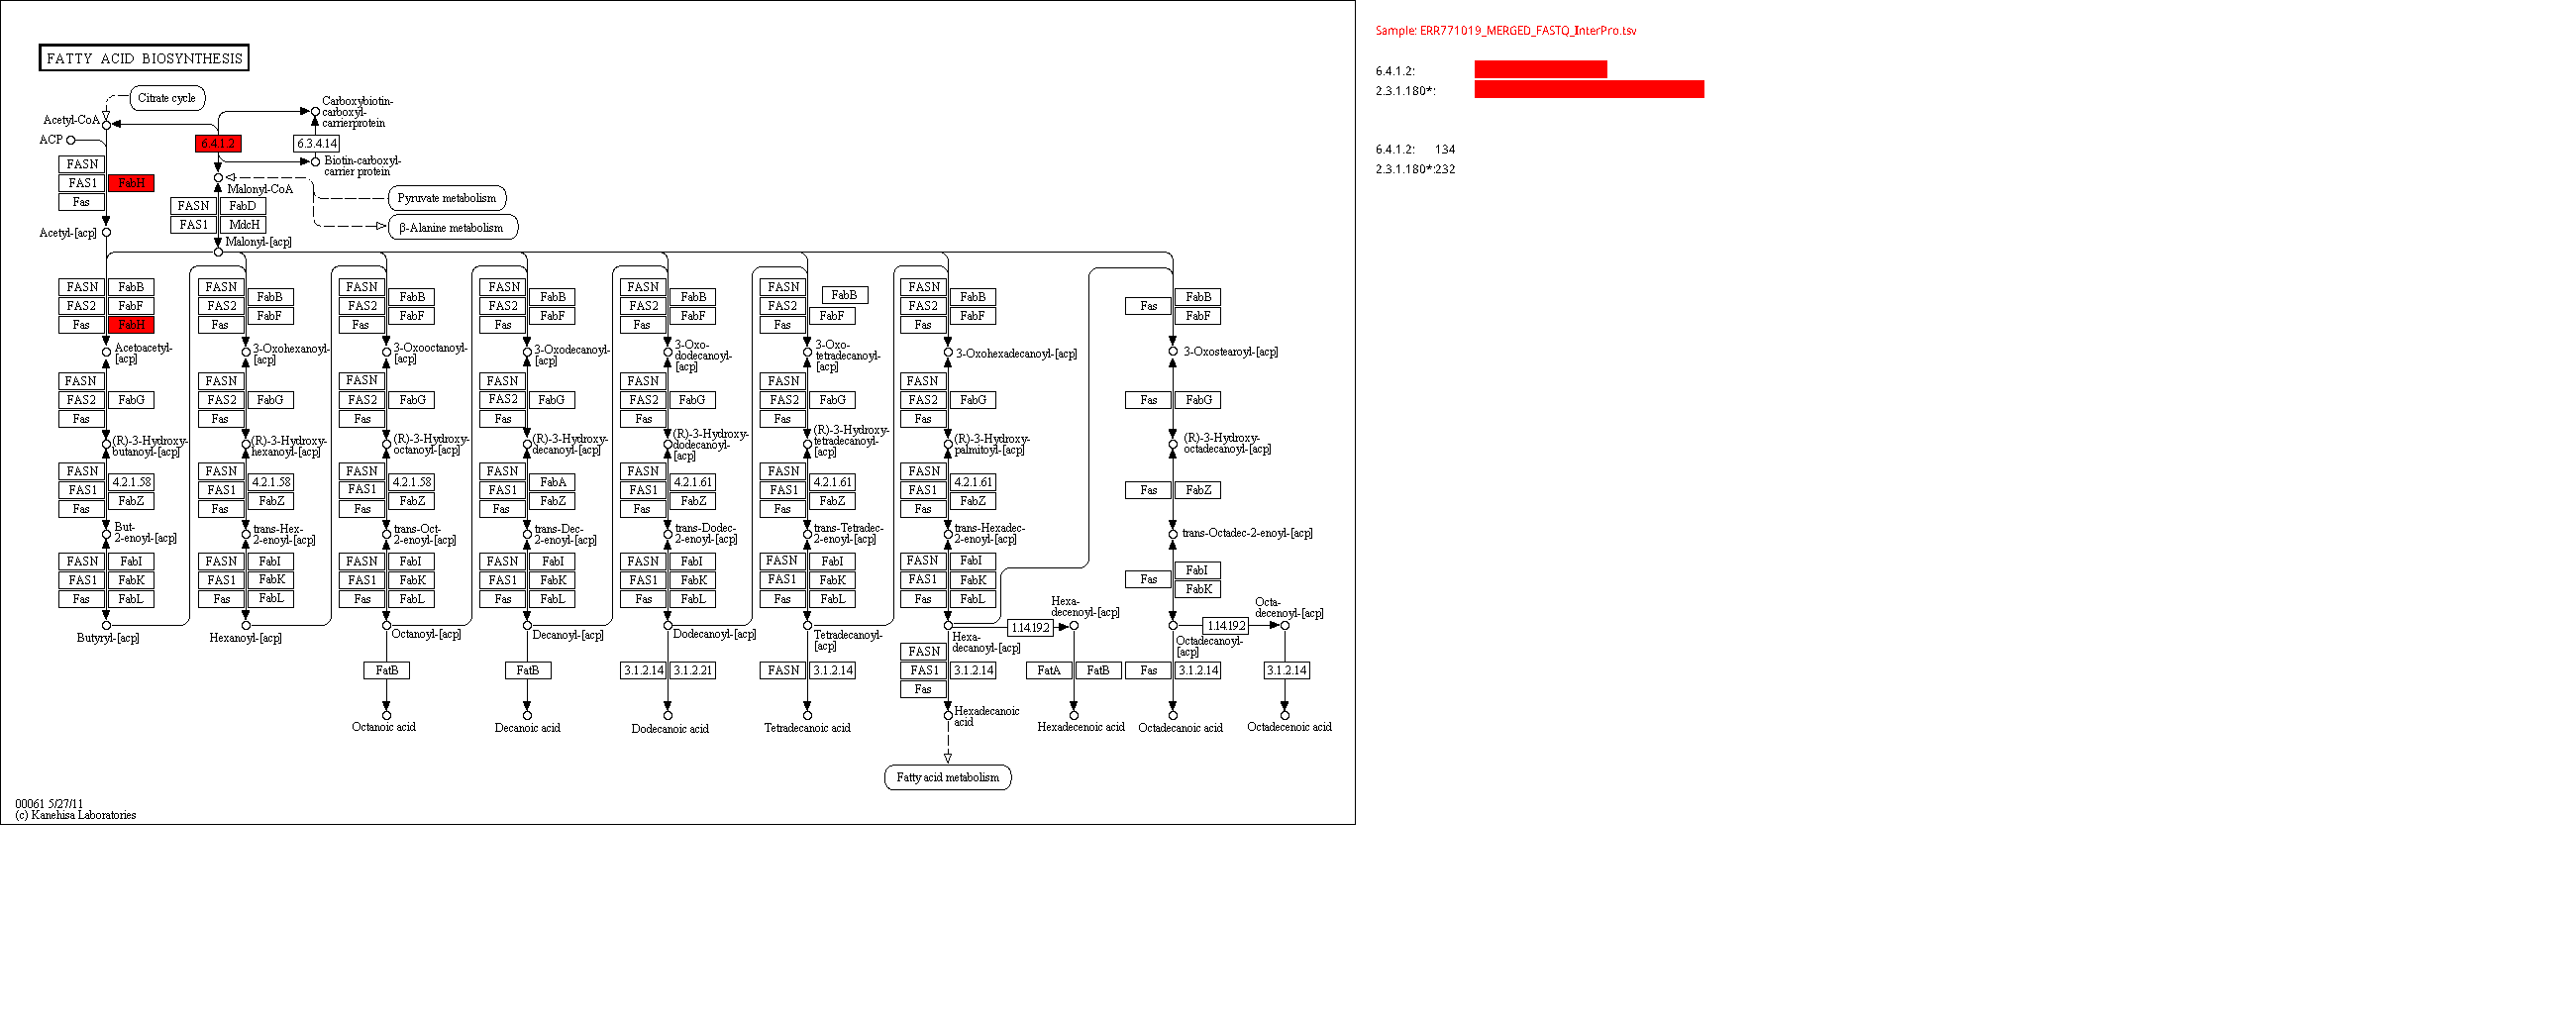 FATTY ACID BIOSYNTHESIS
Sample: ERR771019_MERGED_FASTQ_InterPro.tsv
6.4.1.2:
2.3.1.180*:
6.4.1.2: 134
2.3.1.180*:232
Citrate cycle
Carboxybiotin-
carboxyl-
carrierprotein
Acetyl-CoA
ACP
6.4.1.2
6.3.4.14
Biotin-carboxyl-
carrier protein
FASN
FAS1 FabH
Fas
Malonyl-CoA
Pyruvate metabolism
FASN FabD
FAS1 MdcH
β-Alanine metabolism
Acetyl-[acp]
Malonyl-[acp]
FASN FabB FASN FASN FASN FASN FASN FASN
FabB FabB FabB FabB FabB FabB Fas FabB
FAS2 FabF FAS2 FAS2 FAS2 FAS2 FAS2 FAS2
FabF FabF FabF FabF FabF FabF FabF
Fas FabH Fas Fas Fas Fas Fas Fas
Acetoacetyl-
[acp]
3-Oxohexanoyl-
[acp]
3-Oxooctanoyl-
[acp]
3-Oxodecanoyl-
[acp]
3-Oxo-
dodecanoyl-
[acp]
3-Oxo-
tetradecanoyl-
[acp]
3-Oxohexadecanoyl-[acp]
3-Oxostearoyl-[acp]
FASN FASN FASN FASN FASN FASN FASN
FAS2 FabG FAS2 FabG FAS2 FabG FAS2 FabG FAS2 FabG FAS2 FabG FAS2 FabG Fas FabG
Fas Fas Fas Fas Fas Fas Fas
(R)-3-Hydroxy-
butanoyl-[acp]
(R)-3-Hydroxy-
hexanoyl-[acp]
(R)-3-Hydroxy-
octanoyl-[acp]
(R)-3-Hydroxy-
decanoyl-[acp]
(R)-3-Hydroxy-
dodecanoyl-
[acp]
(R)-3-Hydroxy-
tetradecanoyl-
[acp]
(R)-3-Hydroxy-
palmitoyl-[acp]
(R)-3-Hydroxy-
octadecanoyl-[acp]
FASN FASN FASN FASN FASN FASN FASN
4.2.1.58 4.2.1.58 4.2.1.58 FabA 4.2.1.61 4.2.1.61 4.2.1.61
FAS1 FAS1 FAS1 FAS1 FAS1 FAS1 FAS1 Fas FabZ
FabZ FabZ FabZ FabZ FabZ FabZ FabZ
Fas Fas Fas Fas Fas Fas Fas
But-
2-enoyl-[acp]
trans-Hex-
2-enoyl-[acp]
trans-Oct-
2-enoyl-[acp]
trans-Dec-
2-enoyl-[acp]
trans-Dodec-
2-enoyl-[acp]
trans-Tetradec-
2-enoyl-[acp]
trans-Hexadec-
2-enoyl-[acp]
trans-Octadec-2-enoyl-[acp]
FASN FabI FASN FabI FASN FabI FASN FabI FASN FabI FASN FabI FASN FabI FabI
FAS1 FabK FAS1 FabK FAS1 FabK FAS1 FabK FAS1 FabK FAS1 FabK FAS1 FabK Fas FabK
Fas FabL Fas FabL Fas FabL Fas FabL Fas FabL Fas FabL Fas FabL
Hexa-
decenoyl-[acp]
Octa-
decenoyl-[acp]
1.14.19.2 1.14.19.2
Butyryl-[acp]
Hexanoyl-[acp]
Octanoyl-[acp]
Decanoyl-[acp]
Dodecanoyl-[acp]
Tetradecanoyl-
[acp]
Hexa-
decanoyl-[acp]
Octadecanoyl-
[acp]
FASN
FatB FatB 3.1.2.14 3.1.2.21 FASN 3.1.2.14 FAS1 3.1.2.14 FatA FatB Fas 3.1.2.14 3.1.2.14
Fas
Octanoic acid
Decanoic acid
Dodecanoic acid
Tetradecanoic acid
Hexadecanoic
acid
Hexadecenoic acid
Octadecanoic acid
Octadecenoic acid
Fatty acid metabolism
00061 5/27/11
(c) Kanehisa Laboratories